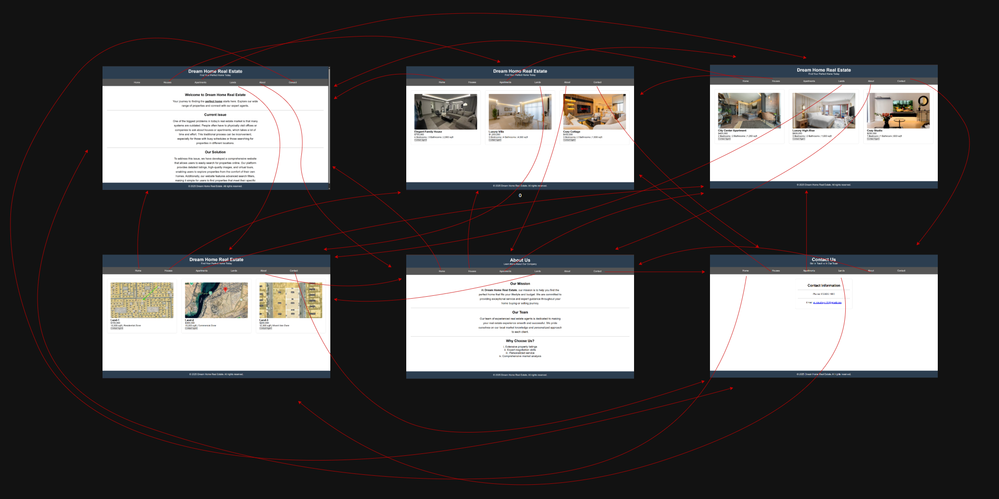 Dream Home Real Estate
Find Your Perfect Home Today
Home Houses Apartments Lands About Contact
Welcome to Dream Home Real Estate
Your journey to finding the perfect home starts here. Explore our wide
range of properties and connect with our expert agents.
Current issue
One of the biggest problems in today's real estate market is that many
systems are outdated. People often have to physically visit offices or
companies to ask about houses or apartments, which takes a lot of
time and effort. This traditional process can be inconvenient,
especially for those with busy schedules or those searching for
properties in different locations.
Our Solution
To address this issue, we have developed a comprehensive website
that allows users to easily search for properties online. Our platform
provides detailed listings, high-quality images, and virtual tours,
enabling users to explore properties from the comfort of their own
homes. Additionally, our website features advanced search filters,
making it simple for users to find properties that meet their specific
© 2025 Dream Home Real Estate. All rights reserved.
Dream Home Real Estate
Find Your Perfect Home Today
Home Houses Apartments Lands About Contact
Elegant Family House
$750,000
4 Bedrooms | 3 Bathrooms | 2,800 sqft
Contact Agent
Luxury Villa
$1,200,000
5 Bedrooms | 4 Bathrooms | 4,500 sqft
Contact Agent
Cozy Cottage
$450,000
3 Bedrooms | 2 Bathrooms | 1,800 sqft
Contact Agent
© 2025 Dream Home Real Estate. All rights reserved.
0
Dream Home Real Estate
Find Your Perfect Home Today
Home Houses Apartments Lands About Contact
City Center Apartment
$400,000
2 Bedrooms | 2 Bathrooms | 1,200 sqft
Contact Agent
Luxury High-Rise
$600,000
3 Bedrooms | 2 Bathrooms | 1,800 sqft
Contact Agent
Cozy Studio
$250,000
1 Bedroom | 1 Bathroom | 600 sqft
Contact Agent
© 2025 Dream Home Real Estate. All rights reserved.
Dream Home Real Estate
Find Your Perfect Home Today
Home Houses Apartments Lands About Contact
Land-1
$150,000
10,000 sqft | Residential Zone
Contact Agent
Land-2
$300,000
15,000 sqft | Commercial Zone
Contact Agent
Land-3
$200,000
12,000 sqft | Mixed Use Zone
Contact Agent
© 2025 Dream Home Real Estate. All rights reserved.
About Us
Learn More About Our Company
Home Houses Apartments Lands About Contact
Our Mission
At Dream Home Real Estate, our mission is to help you find the
perfect home that fits your lifestyle and budget. We are committed to
providing exceptional service and expert guidance throughout your
home buying or selling journey.
Our Team
Our team of experienced real estate agents is dedicated to making
your real estate experience smooth and successful. We pride
ourselves on our local market knowledge and personalized approach
to each client.
Why Choose Us?
i. Extensive property listings
ii. Expert negotiation skills
iii. Personalized service
iv. Comprehensive market analysis
© 2025 Dream Home Real Estate. All rights reserved.
Contact Us
Get in Touch with Our Team
Home Houses Apartments Lands About Contact
Contact Information
Phone:
Email:
© 2025 Dream Home Real Estate. All rights reserved.